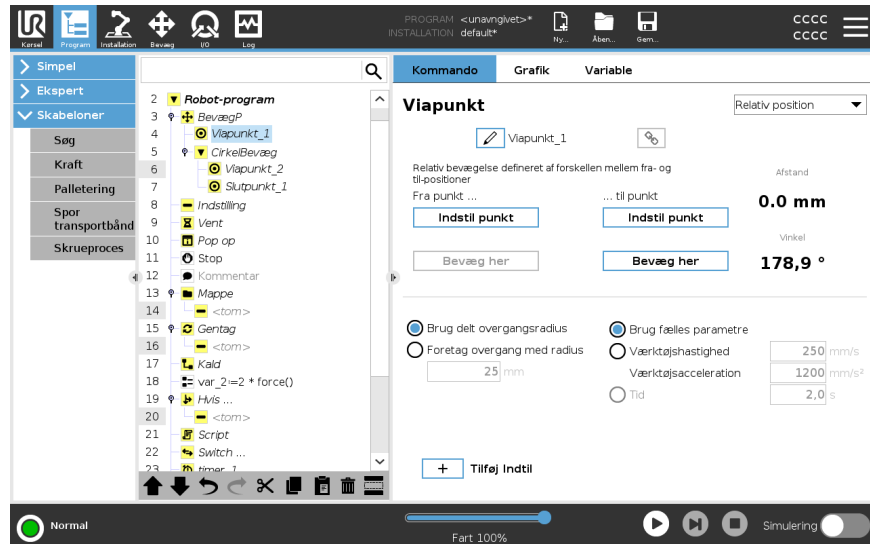 PROGRAM <unavngivet>*
INSTALLATION default*
Kørsel
Program
Installation
Bevæg
I/O
Log
Ny...
Åben...
Gem...
cccc
cccc
Simpel
Ekspert
Skabeloner
Søg
Kraft
Palletering
Spor
transportbånd
Skrueproces
2 Robot-program
3 BevægP
4 Viapunkt_1
5 CirkelBevæg
6 Viapunkt_2
7 Slutpunkt_1
8 Indstilling
9 Vent
10 Pop op
11 Stop
12 Kommentar
13 Mappe
14 <tom>
15 Gentag
16 <tom>
17 Kald
18 var_2≔2 * force()
19 Hvis ...
20 <tom>
21 Script
22 Switch ...
23 timer_1
Kommando
Grafik
Variable
Viapunkt
Relativ position
Viapunkt_1
Relativ bevægelse defineret af forskellen mellem fra- og
til-positioner
Fra punkt ...
... til punkt
Indstil punkt
Indstil punkt
Bevæg her
Bevæg her
Afstand
0.0 mm
Vinkel
178,9 °
Brug delt overgangsradius
Foretag overgang med radius
25 mm
Brug fælles parametre
Værktøjshastighed 250 mm/s
Værktøjsacceleration 1200 mm/s²
Tid 2,0 s
Tilføj Indtil
Normal
Fart 100%
Simulering